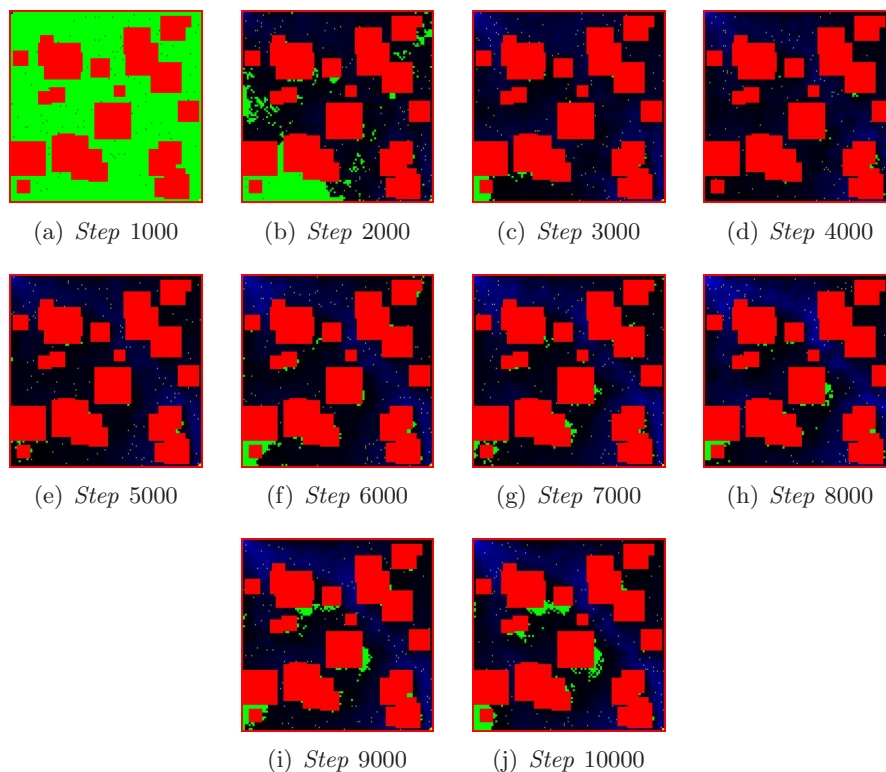 (a) Step 1000
(b) Step 2000
(c) Step 3000
(d) Step 4000
(e) Step 5000
(f) Step 6000
(g) Step 7000
(h) Step 8000
(i) Step 9000
(j) Step 10000